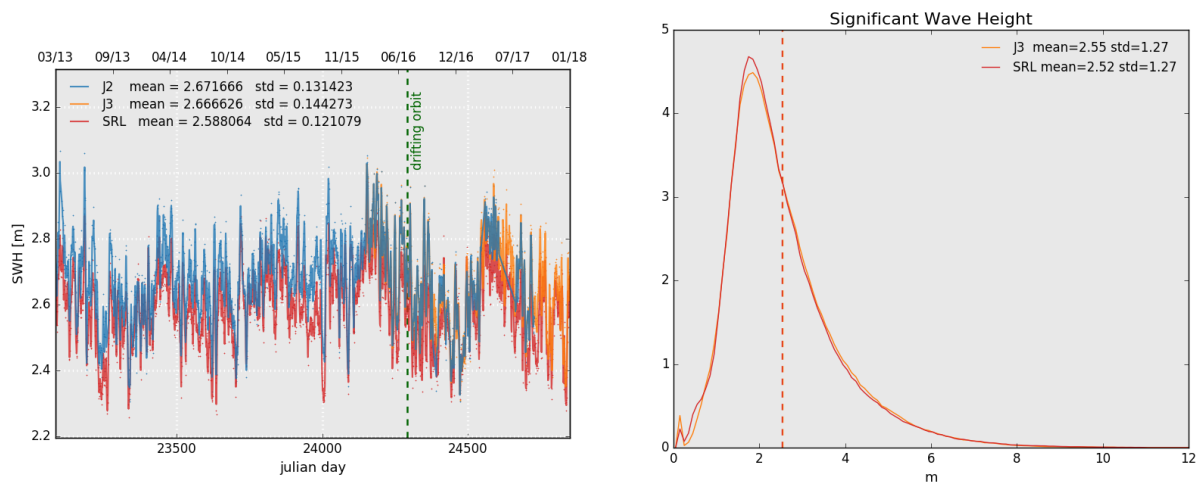 03/13 09/13 04/14 10/14 05/15 11/15 06/16 12/16 07/17 01/18
J2 mean = 2.671666 std = 0.131423
J3 mean = 2.666626 std = 0.144273
SRL mean = 2.588064 std = 0.121079
drifting orbit
SWH [m]
3.2
3.0
2.8
2.6
2.4
2.2
23500 24000 24500
julian day
Significant Wave Height
J3 mean=2.55 std=1.27
SRL mean=2.52 std=1.27
5
4
3
2
1
0
0 2 4 6 8 10 12
m